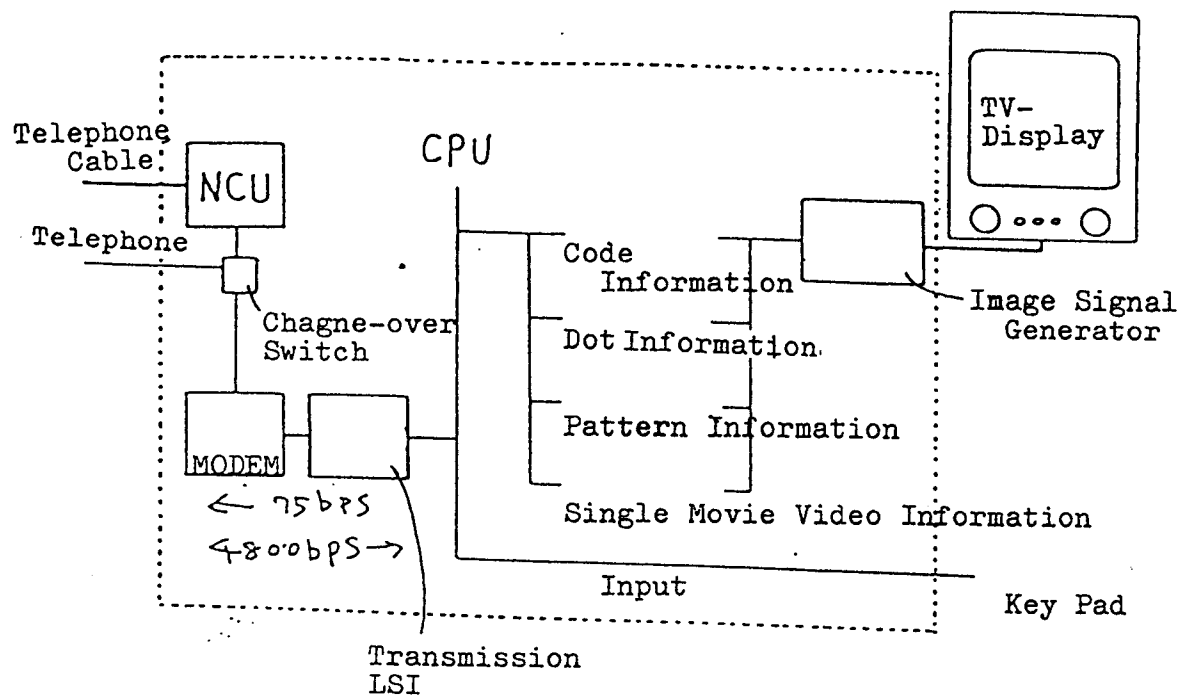 Telephone
Cable
NCU
Telephone
Chagne-over
Switch
MODEM
← 75bps
←4800bps→
Transmission
LSI
CPU
Code
Information
Dot Information
Pattern Information
Single Movie Video Information
Input
Key Pad
TV-
Display
Image Signal
Generator